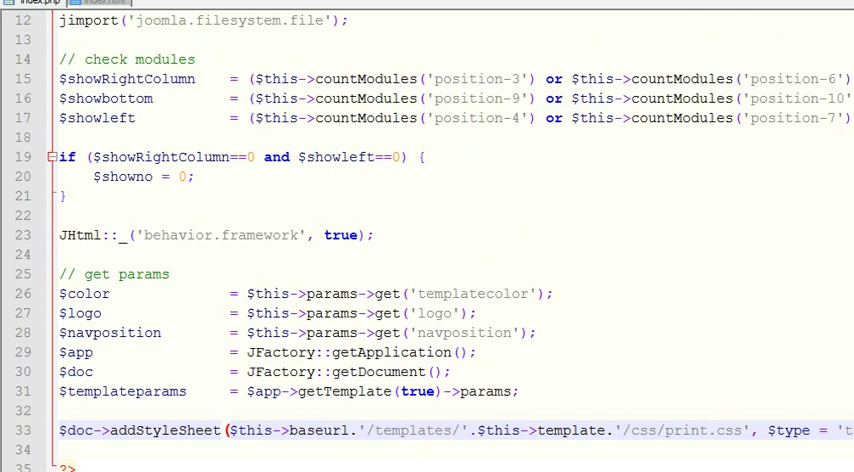 index.php index.html
12 jimport('joomla.filesystem.file');
13
14 // check modules
15 $showRightColumn = ($this->countModules('position-3') or $this->countModules('position-6')
16 $showbottom = ($this->countModules('position-9') or $this->countModules('position-10'
17 $showleft = ($this->countModules('position-4') or $this->countModules('position-7')
18
19 if ($showRightColumn==0 and $showleft==0) {
20 $showno = 0;
21 }
22
23 JHtml::_('behavior.framework', true);
24
25 // get params
26 $color = $this->params->get('templatecolor');
27 $logo = $this->params->get('logo');
28 $navposition = $this->params->get('navposition');
29 $app = JFactory::getApplication();
30 $doc = JFactory::getDocument();
31 $templateparams = $app->getTemplate(true)->params;
32
33 $doc->addStyleSheet($this->baseurl.'/templates/'.$this->template.'/css/print.css', $type = 't
34
35 ?>